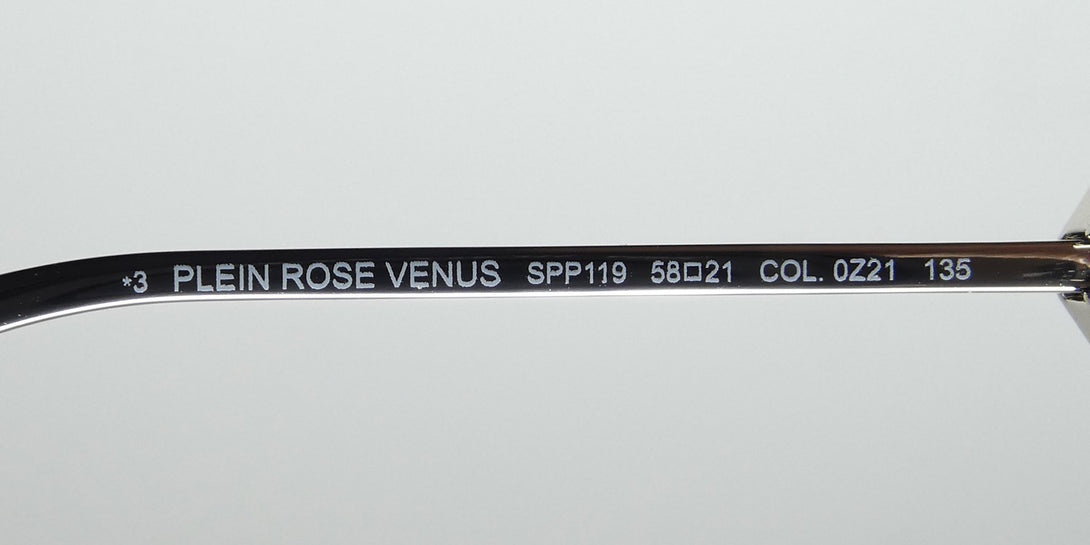 *3 PLEIN ROSE VENUS SPP119 58□21 COL. 0Z21 135